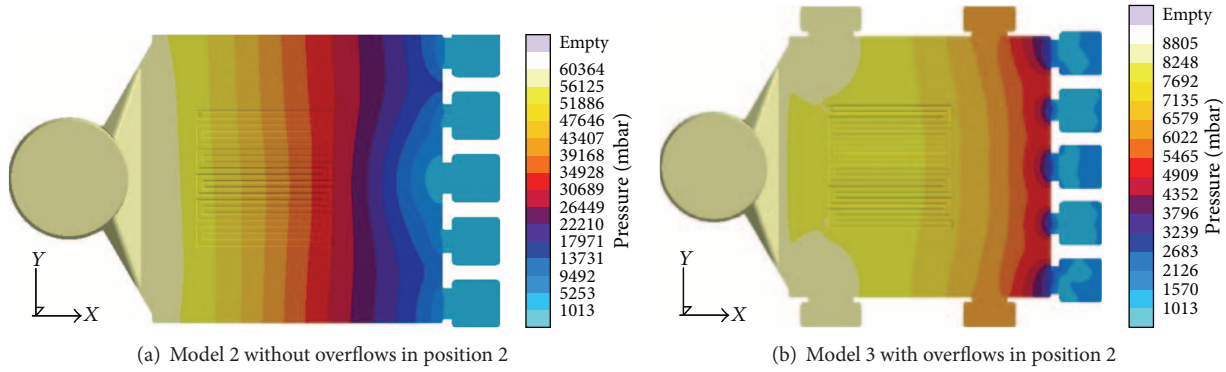 Empty
60364
56125
51886
47646
43407
39168
34928
30689
26449
22210
17971
13731
9492
5253
1013
Pressure (mbar)
Y
Z
X
(a) Model 2 without overflows in position 2
Empty
8805
8248
7692
7135
6579
6022
5465
4909
4352
3796
3239
2683
2126
1570
1013
Pressure (mbar)
Y
Z
X
(b) Model 3 with overflows in position 2